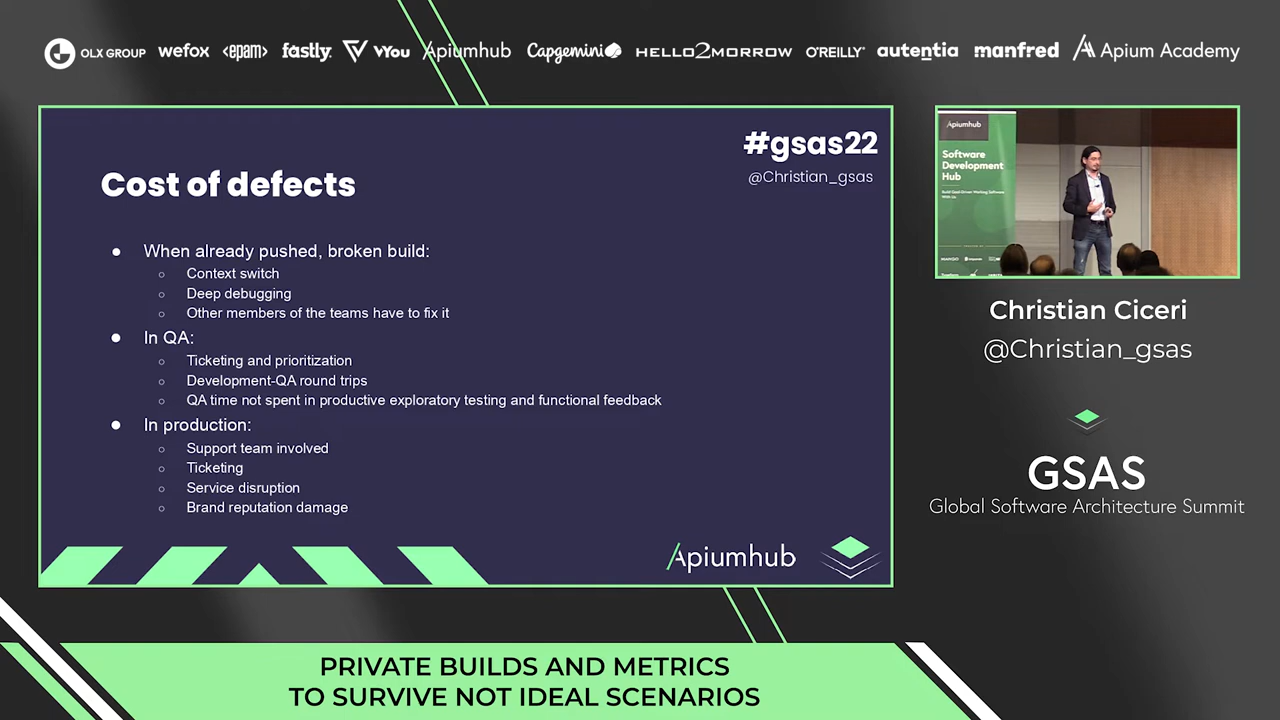 OLX GROUP wefox <epam> fastly. VYou Apiumhub Capgemini HELLO2MORROW O'REILLY autentia manfred Apium Academy
#gsas22
@Christian_gsas
Cost of defects
● When already pushed, broken build:
○ Context switch
○ Deep debugging
○ Other members of the teams have to fix it
● In QA:
○ Ticketing and prioritization
○ Development-QA round trips
○ QA time not spent in productive exploratory testing and functional feedback
● In production:
○ Support team involved
○ Ticketing
○ Service disruption
○ Brand reputation damage
Apiumhub
Apiumhub
Software
Development
Hub
Christian Ciceri
@Christian_gsas
GSAS
Global Software Architecture Summit
PRIVATE BUILDS AND METRICS
TO SURVIVE NOT IDEAL SCENARIOS